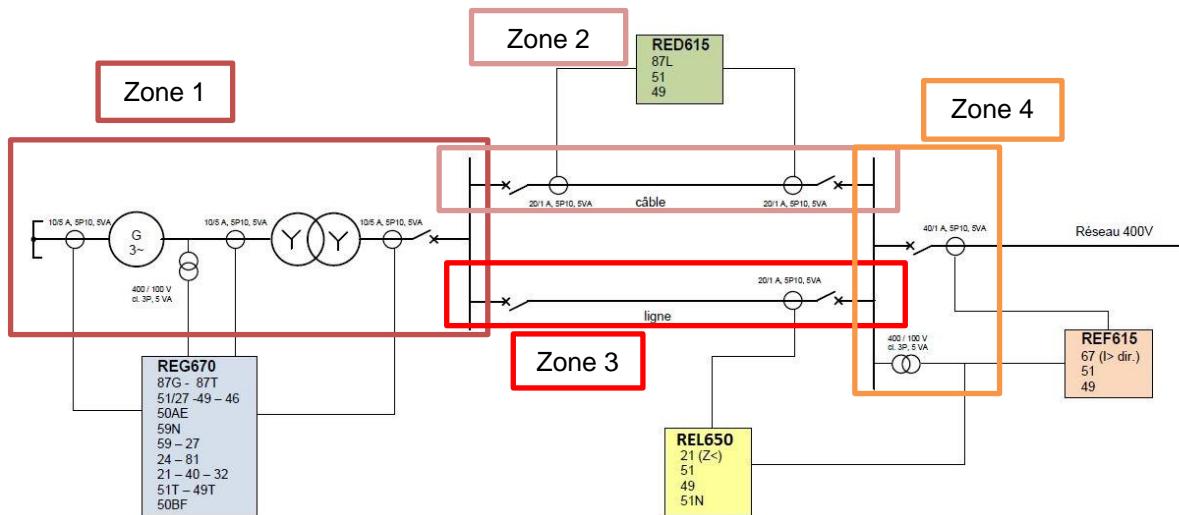 Zone 2
RED615
87L
51
49
Zone 1
Zone 4
10/5 A, 5P10, 5VA
G
3~
10/5 A, 5P10, 5VA
Y
Y
10/5 A, 5P10, 5VA
20/1 A, 5P10, 5VA
câble
20/1 A, 5P10, 5VA
40/1 A, 5P10, 5VA
Réseau 400V
400 / 100 V
cl. 3P, 5 VA
20/1 A, 5P10, 5VA
ligne
Zone 3
400 / 100 V
cl. 3P, 5 VA
REF615
67 (I> dir.)
51
49
REG670
87G - 87T
51/27 -49 – 46
50AE
59N
59 – 27
24 – 81
21 – 40 – 32
51T – 49T
50BF
REL650
21 (Z<)
51
49
51N